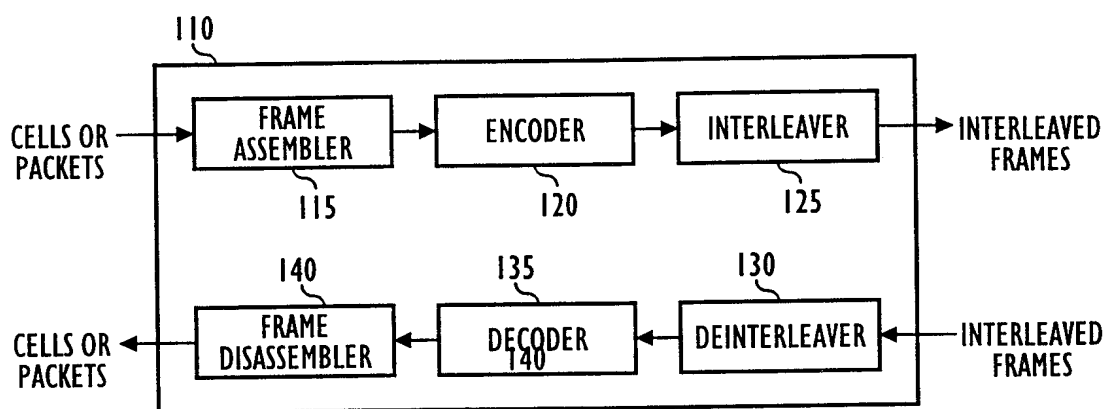 110
CELLS OR
PACKETS
FRAME
ASSEMBLER
ENCODER
INTERLEAVER
INTERLEAVED
FRAMES
115
120
125
140
135
130
CELLS OR
PACKETS
FRAME
DISASSEMBLER
DECODER
140
DEINTERLEAVER
INTERLEAVED
FRAMES